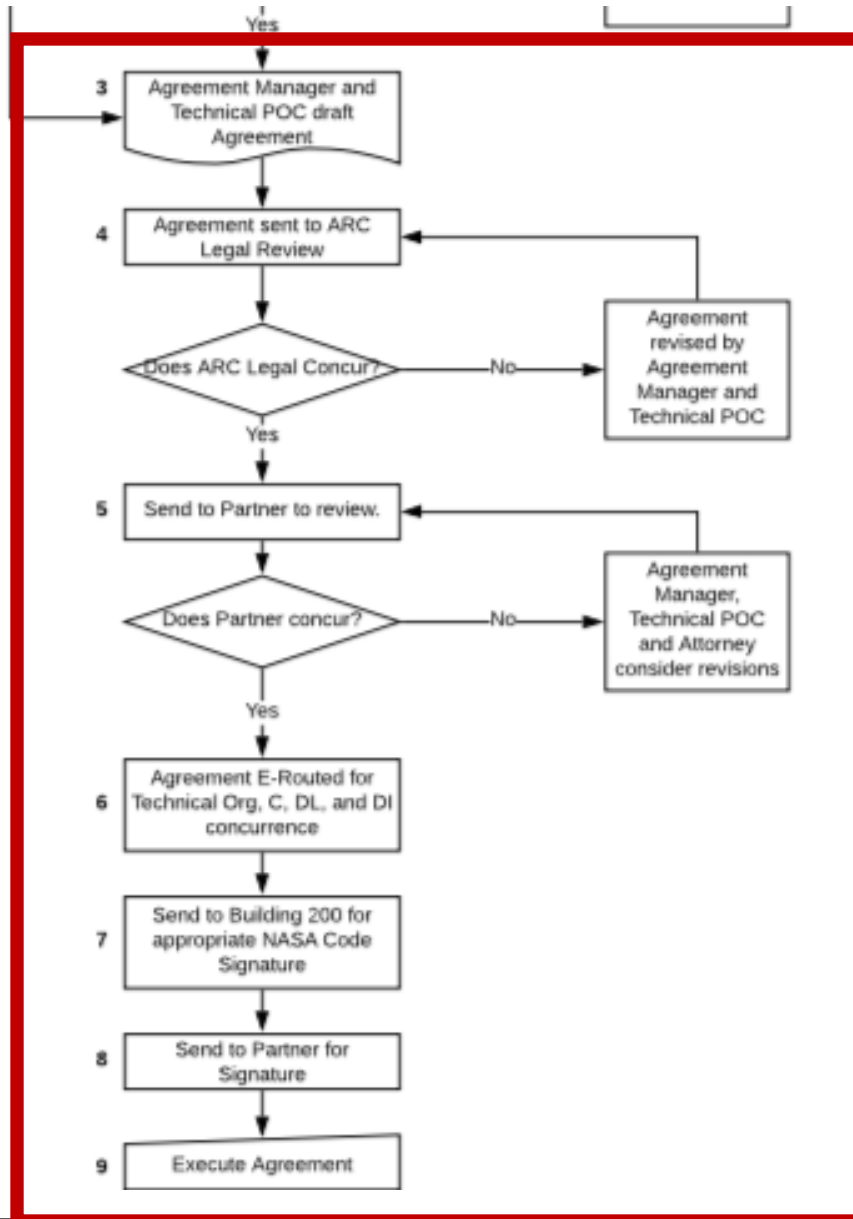 Yes
3
Agreement Manager and
Technical POC draft
Agreement
4
Agreement sent to ARC
Legal Review
Does ARC Legal Concur?
No
Agreement
revised by
Agreement
Manager and
Technical POC
Yes
5
Send to Partner to review.
Does Partner concur?
No
Agreement
Manager,
Technical POC
and Attorney
consider revisions
Yes
6
Agreement E-Routed for
Technical Org, C, DL, and DI
concurrence
7
Send to Building 200 for
appropriate NASA Code
Signature
8
Send to Partner for
Signature
9
Execute Agreement